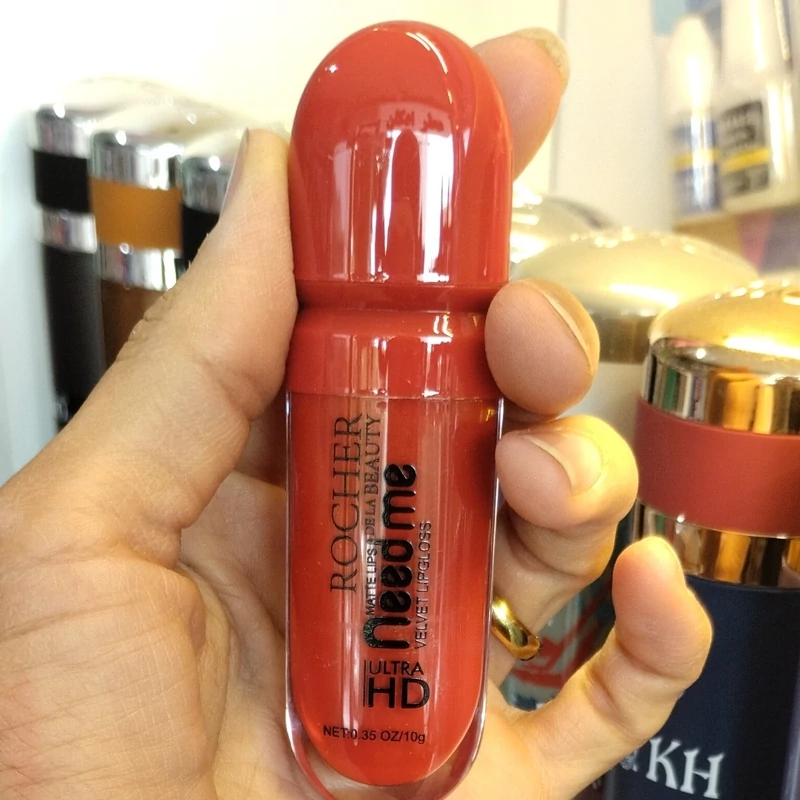 ROCHER
MATTE LIPS DE LA BEAUTY
need me
VELVET LIPGLOSS
ULTRA
HD
NET:0.35 OZ/10g
KH